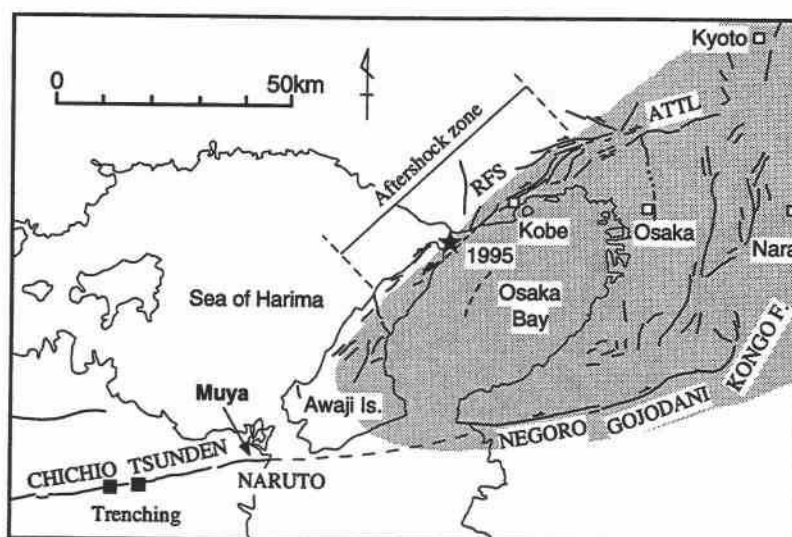 Kyoto
0
50km
ATTL
Aftershock zone
RFS
Kobe
Osaka
1995
Nara
Sea of Harima
Osaka
Bay
KONGO F.
Muya
Awaji Is.
GOJODANI
NEGORO
CHICHIO TSUNDEN
NARUTO
Trenching